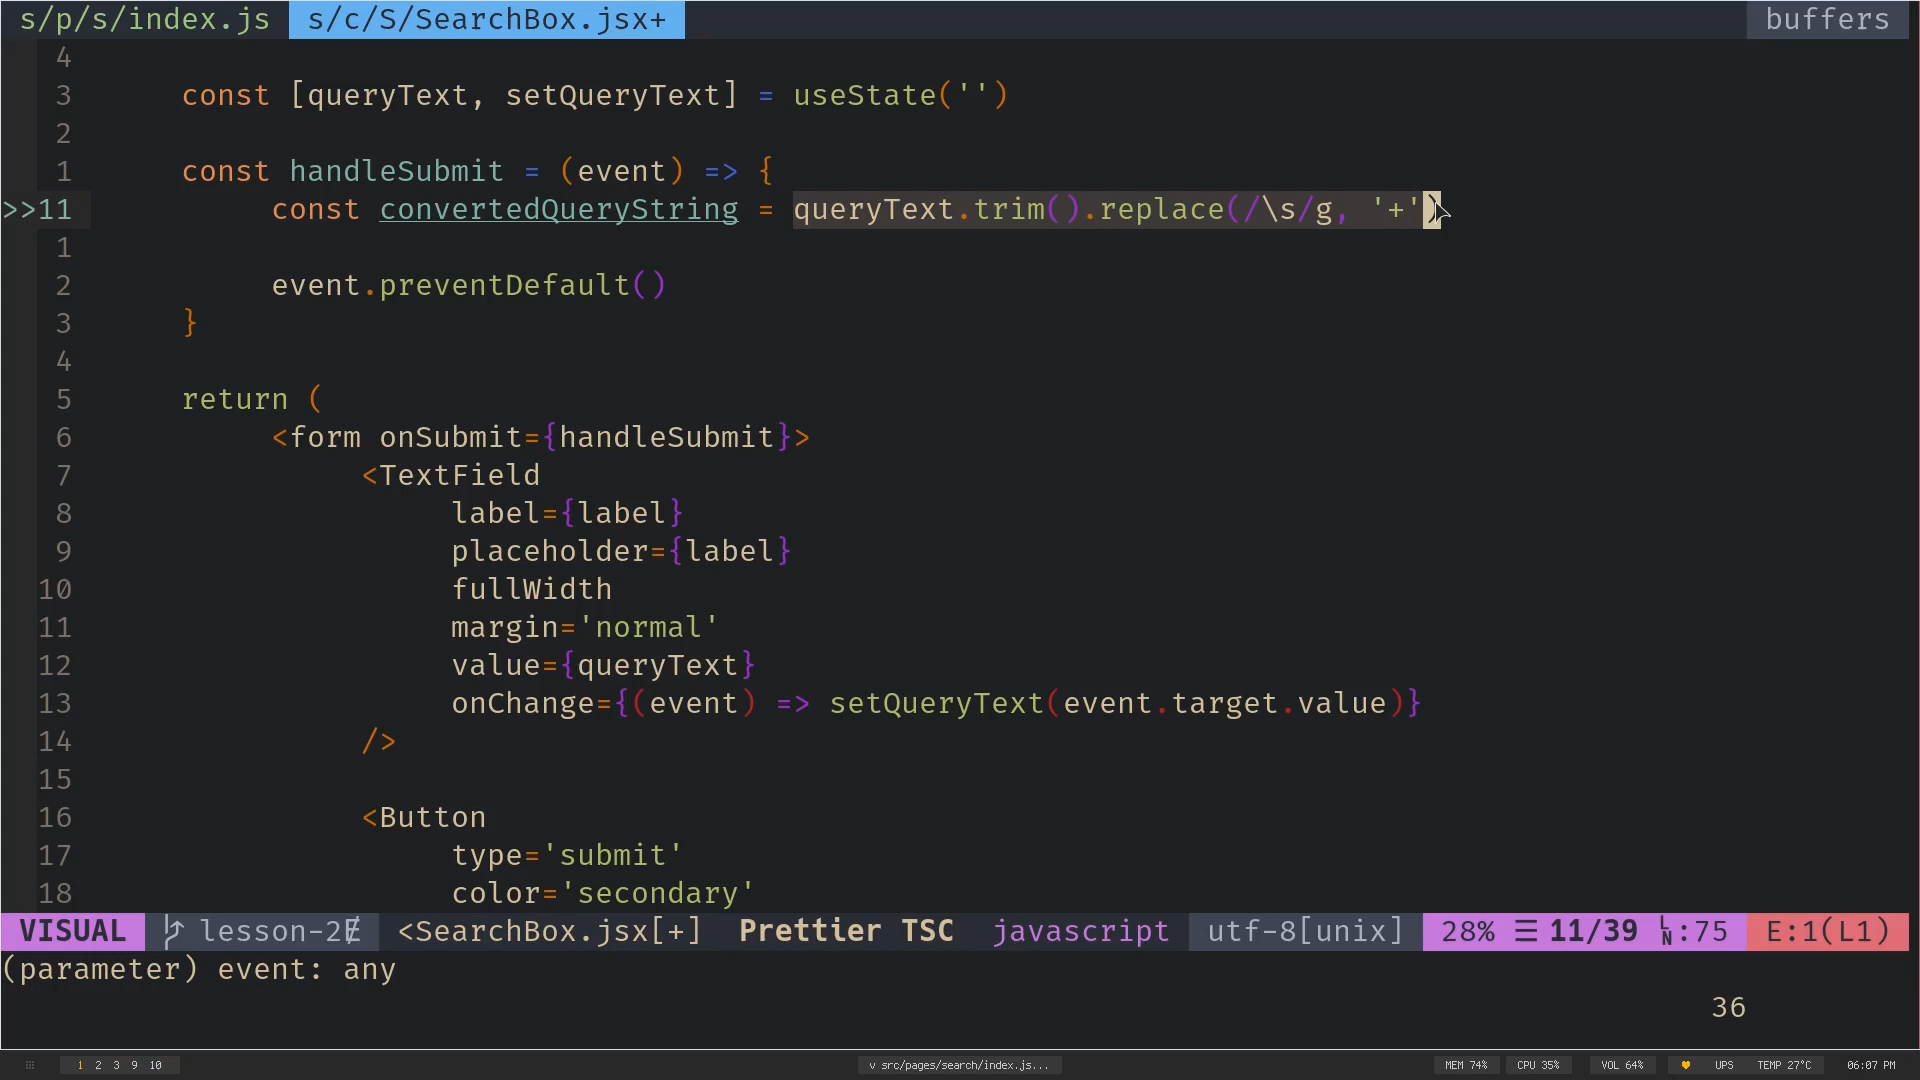 s/p/s/index.js s/c/S/SearchBox.jsx+ buffers
4
3 const [queryText, setQueryText] = useState('')
2
1 const handleSubmit = (event) => {
>>11 const convertedQueryString = queryText.trim().replace(/\s/g, '+')
1
2 event.preventDefault()
3 }
4
5 return (
6 <form onSubmit={handleSubmit}>
7 <TextField
8 label={label}
9 placeholder={label}
10 fullWidth
11 margin='normal'
12 value={queryText}
13 onChange={(event) => setQueryText(event.target.value)}
14 />
15
16 <Button
17 type='submit'
18 color='secondary'
VISUAL lesson-2 <SearchBox.jsx[+] Prettier TSC javascript utf-8[unix] 28% ☰ 11/39 LN:75 E:1(L1)
(parameter) event: any
36
1 2 3 9 10 v src/pages/search/index.js... MEM 74% CPU 35% VOL 64% UPS TEMP 27°C 06:07 PM